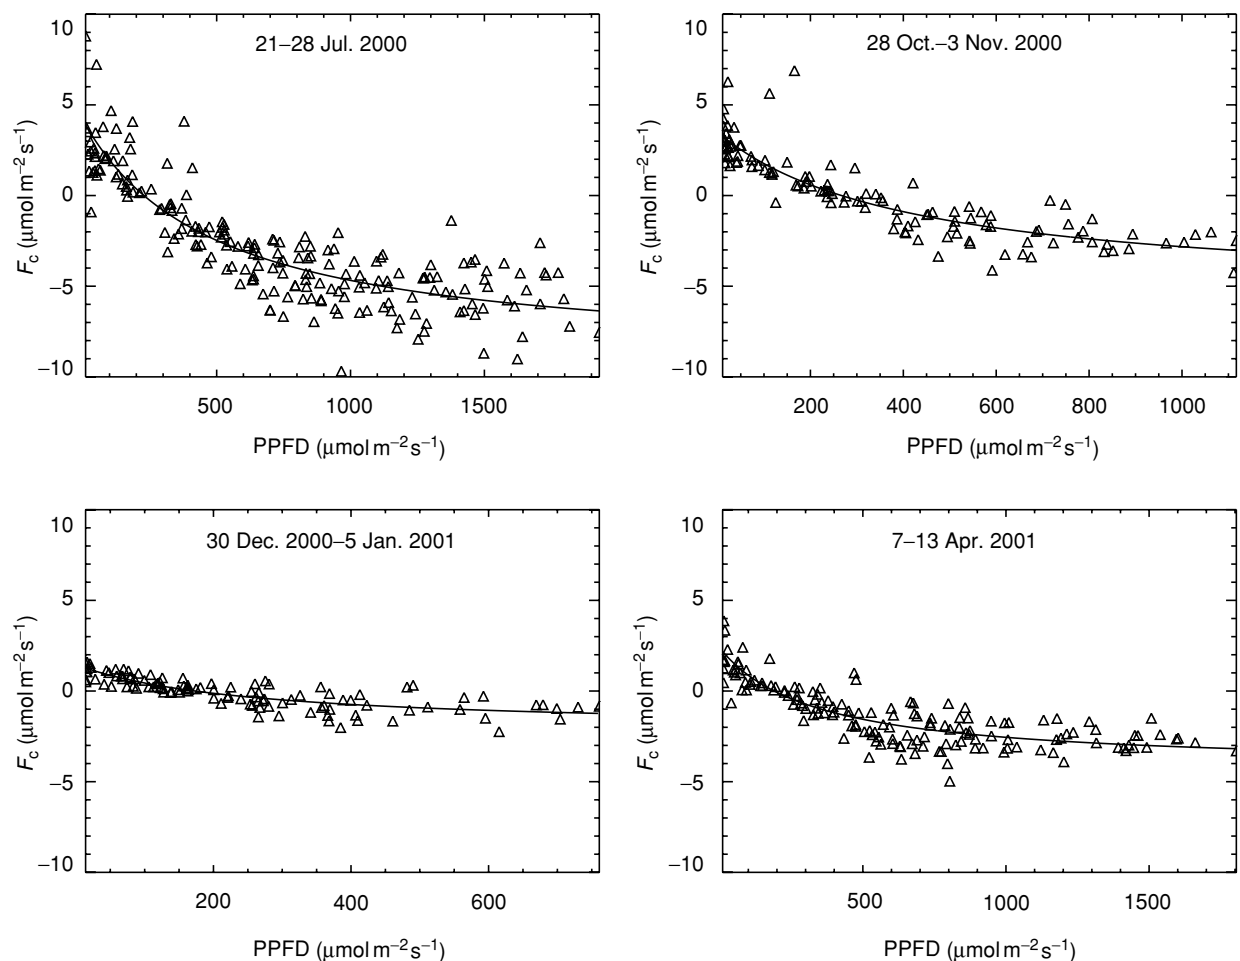 21–28 Jul. 2000
10
5
0
−5
−10
Fc (μmol m−2 s−1)
500 1000 1500
PPFD (μmol m−2 s−1)
28 Oct.–3 Nov. 2000
10
5
0
−5
−10
Fc (μmol m−2 s−1)
200 400 600 800 1000
PPFD (μmol m−2 s−1)
30 Dec. 2000–5 Jan. 2001
10
5
0
−5
−10
Fc (μmol m−2 s−1)
200 400 600
PPFD (μmol m−2 s−1)
7–13 Apr. 2001
10
5
0
−5
−10
Fc (μmol m−2 s−1)
500 1000 1500
PPFD (μmol m−2 s−1)